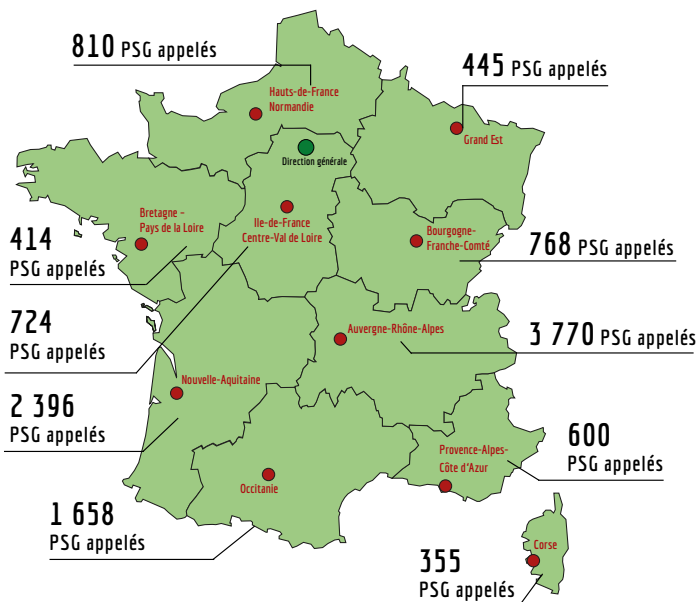 810 PSG appelés
445 PSG appelés
Hauts-de-France
Normandie
Grand Est
Direction générale
Bretagne –
Pays de la Loire
Ile-de-France
Centre-Val de Loire
Bourgogne-
Franche-Comté
414
PSG appelés
768 PSG appelés
724
PSG appelés
Auvergne-Rhône-Alpes
3 770 PSG appelés
Nouvelle-Aquitaine
2 396
PSG appelés
600
PSG appelés
Provence-Alpes-
Côte d'Azur
Occitanie
1 658
PSG appelés
Corse
355
PSG appelés